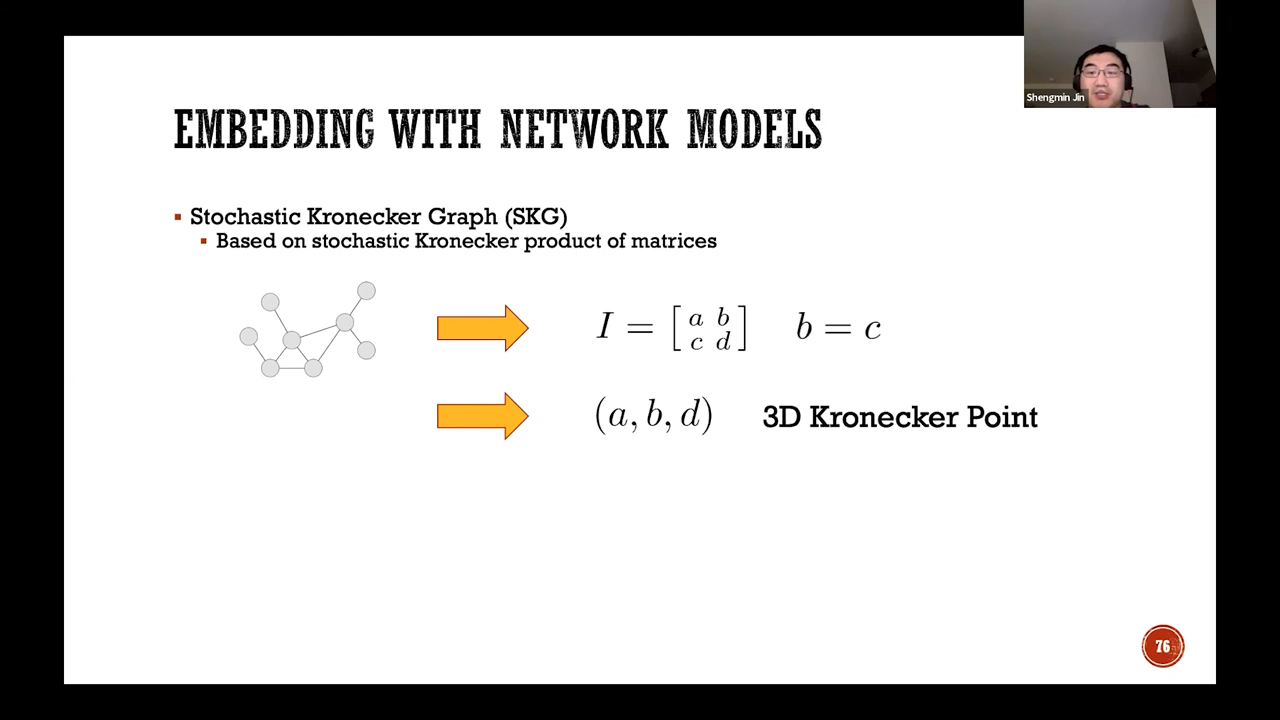 Shengmin Jin
EMBEDDING WITH NETWORK MODELS
▪ Stochastic Kronecker Graph (SKG)
▪ Based on stochastic Kronecker product of matrices
I = [ a b
c d ] b = c
(a, b, d) 3D Kronecker Point
76